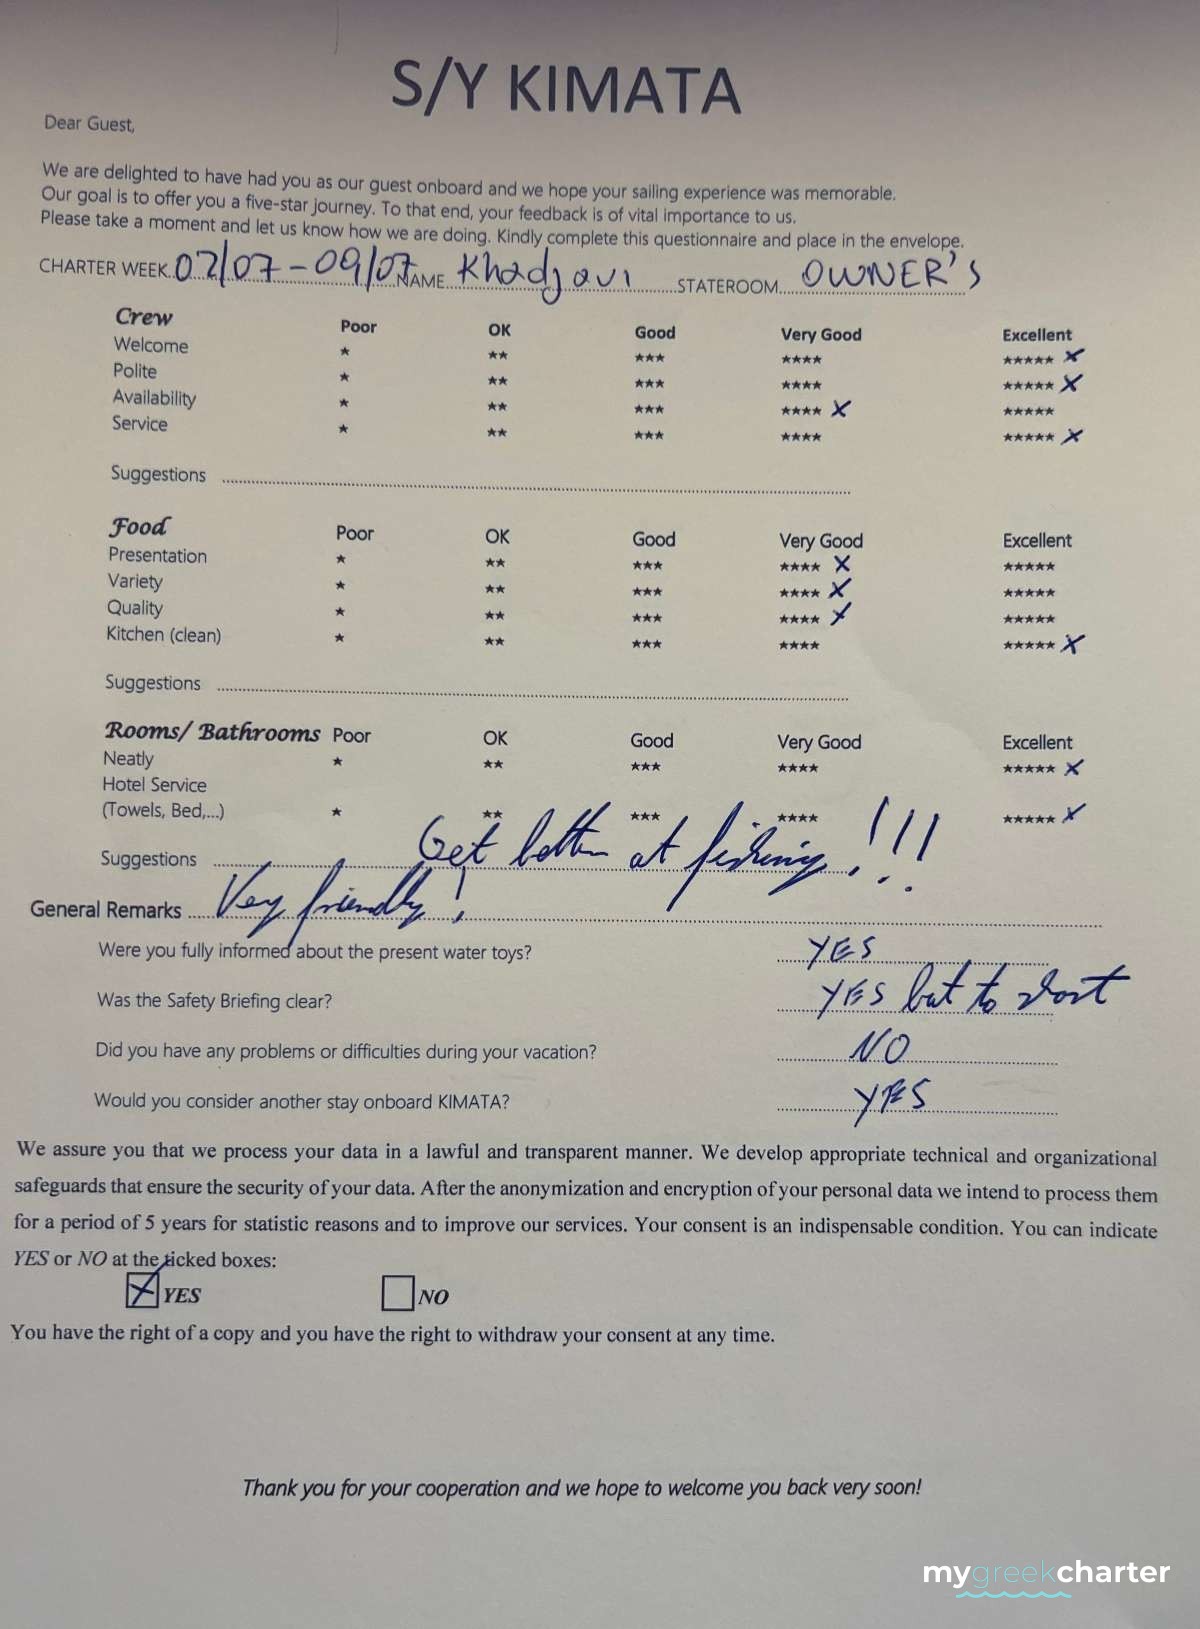 S/Y KIMATA
Dear Guest,
We are delighted to have had you as our guest onboard and we hope your sailing experience was memorable.
Our goal is to offer you a five-star journey. To that end, your feedback is of vital importance to us.
Please take a moment and let us know how we are doing. Kindly complete this questionnaire and place in the envelope.
CHARTER WEEK 02/07-09/07 NAME Khadjavi STATEROOM OWNER'S
Crew Poor OK Good Very Good Excellent
Welcome ★ ★★ ★★★ ★★★★ ★★★★★ X
Polite ★ ★★ ★★★ ★★★★ ★★★★★ X
Availability ★ ★★ ★★★ ★★★★ X ★★★★★
Service ★ ★★ ★★★ ★★★★ ★★★★★ X
Suggestions
Food Poor OK Good Very Good Excellent
Presentation ★ ★★ ★★★ ★★★★ X ★★★★★
Variety ★ ★★ ★★★ ★★★★ X ★★★★★
Quality ★ ★★ ★★★ ★★★★ X ★★★★★
Kitchen (clean) ★ ★★ ★★★ ★★★★ ★★★★★ X
Suggestions
Rooms/ Bathrooms Poor OK Good Very Good Excellent
Neatly ★ ★★ ★★★ ★★★★ ★★★★★ X
Hotel Service
(Towels, Bed,...) ★ ★★ ★★★ ★★★★ ★★★★★ X
Suggestions Get better at fishing!!!
General Remarks Very friendly!
Were you fully informed about the present water toys? YES
Was the Safety Briefing clear? YES but to short
Did you have any problems or difficulties during your vacation? NO
Would you consider another stay onboard KIMATA? YES
We assure you that we process your data in a lawful and transparent manner. We develop appropriate technical and organizational
safeguards that ensure the security of your data. After the anonymization and encryption of your personal data we intend to process them
for a period of 5 years for statistic reasons and to improve our services. Your consent is an indispensable condition. You can indicate
YES or NO at the ticked boxes:
X YES NO
You have the right of a copy and you have the right to withdraw your consent at any time.
Thank you for your cooperation and we hope to welcome you back very soon!
mygreekcharter